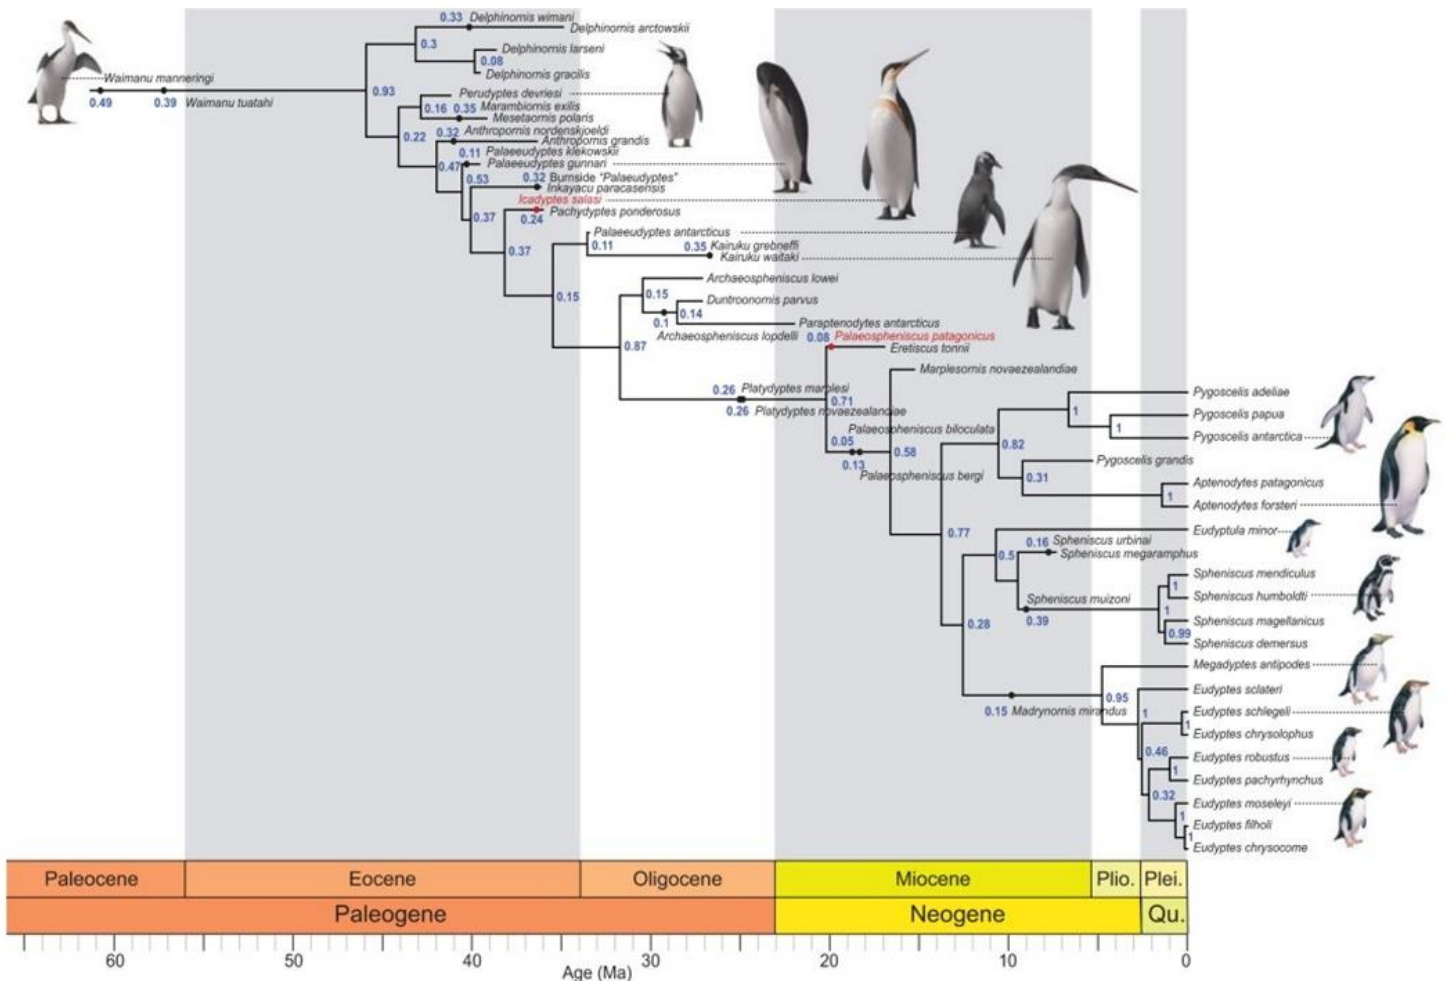 0.33 Delphinornis wimani
Delphinornis arctowskii
0.3
Delphinornis larseni
0.08
Delphinornis gracilis
Waimanu manneringi
0.49
0.39 Waimanu tuatahi
0.93
Perudyptes devriesi
0.16 0.35 Marambiornis exilis
Mesetaornis polaris
0.22
0.32 Anthropornis nordenskjoeldi
Anthropornis grandis
0.11 Palaeeudyptes klekowskii
0.47 Palaeeudyptes gunnari
0.53
0.32 Burnside "Palaeudyptes"
Inkayacu paracasensis
Icadyptes salasi
0.24 Pachydyptes ponderosus
0.37
0.37
Palaeeudyptes antarcticus
0.11
0.35 Kairuku grebneffi
Kairuku waitaki
0.15
Archaeospheniscus lowei
0.15
Duntroonornis parvus
0.14
0.1
Paraptenodytes antarcticus
Archaeospheniscus lopdelli
0.87
0.08 Palaeospheniscus patagonicus
Eretiscus tonnii
Marplesornis novaezealandiae
0.26 Platydyptes marplesi
0.26 Platydyptes novaezealandiae
0.71
Palaeospheniscus biloculata
0.05
0.13
0.58
Palaeospheniscus bergi
Pygoscelis adeliae
1
Pygoscelis papua
1
Pygoscelis antarctica
0.82
Pygoscelis grandis
0.31
Aptenodytes patagonicus
1
Aptenodytes forsteri
0.77
Eudyptula minor
0.16 Spheniscus urbinai
0.5
Spheniscus megaramphus
Spheniscus mendiculus
1
Spheniscus humboldti
Spheniscus muizoni
0.39
1
Spheniscus magellanicus
0.99
Spheniscus demersus
0.28
Megadyptes antipodes
0.95
0.15 Madrynornis mirandus
Eudyptes sclateri
1
Eudyptes schlegeli
1
Eudyptes chrysolophus
0.46
Eudyptes robustus
1
Eudyptes pachyrhynchus
0.32
Eudyptes moseleyi
1
Eudyptes filholi
1
Eudyptes chrysocome
Paleocene Eocene Oligocene Miocene Plio. Plei.
Paleogene Neogene Qu.
60 50 40 30 20 10 0
Age (Ma)